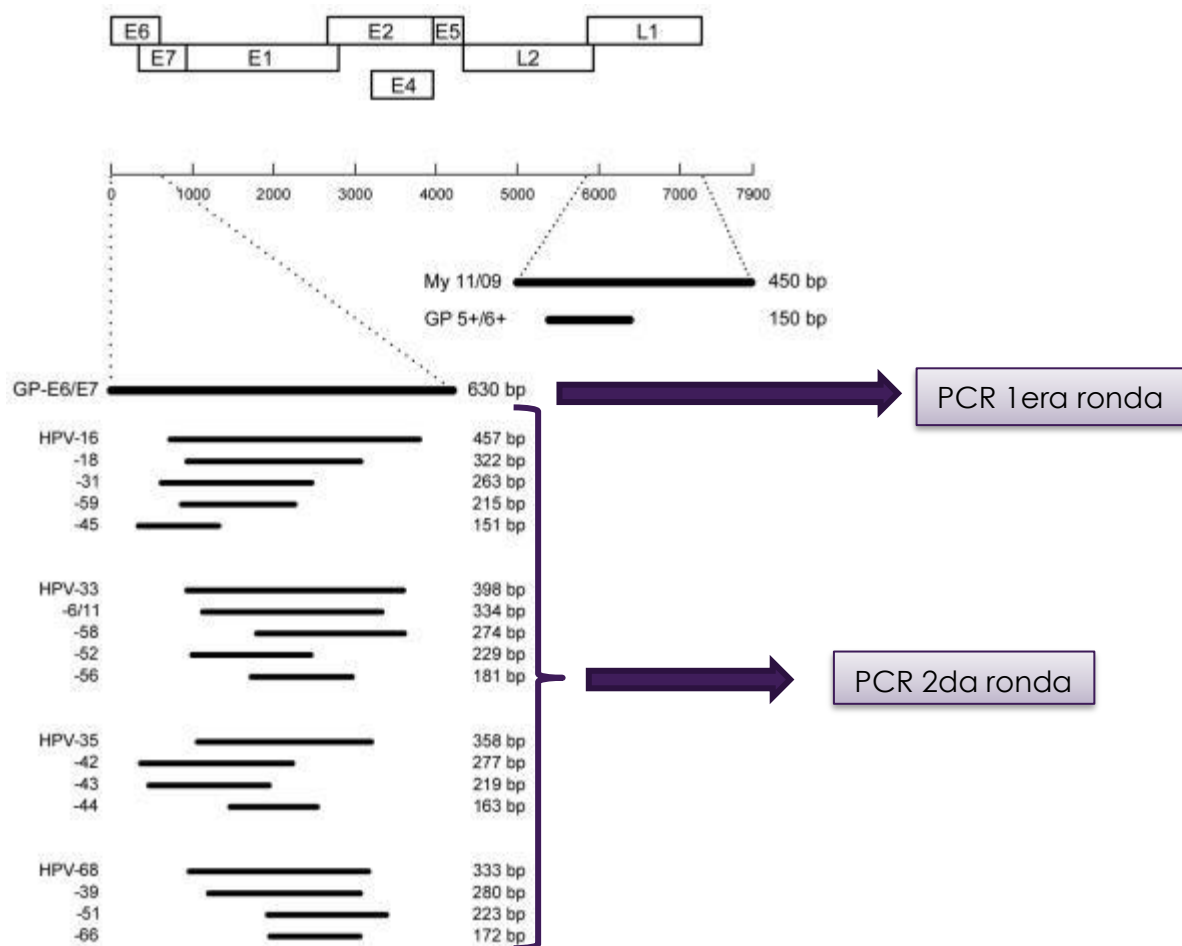 E6 E2 E5 L1
E7 E1 L2
E4
0 1000 2000 3000 4000 5000 6000 7000 7900
My 11/09 450 bp
GP 5+/6+ 150 bp
GP-E6/E7 630 bp PCR 1era ronda
HPV-16 457 bp
-18 322 bp
-31 263 bp
-59 215 bp
-45 151 bp
HPV-33 398 bp
-6/11 334 bp
-58 274 bp
-52 229 bp
-56 181 bp
PCR 2da ronda
HPV-35 358 bp
-42 277 bp
-43 219 bp
-44 163 bp
HPV-68 333 bp
-39 280 bp
-51 223 bp
-66 172 bp